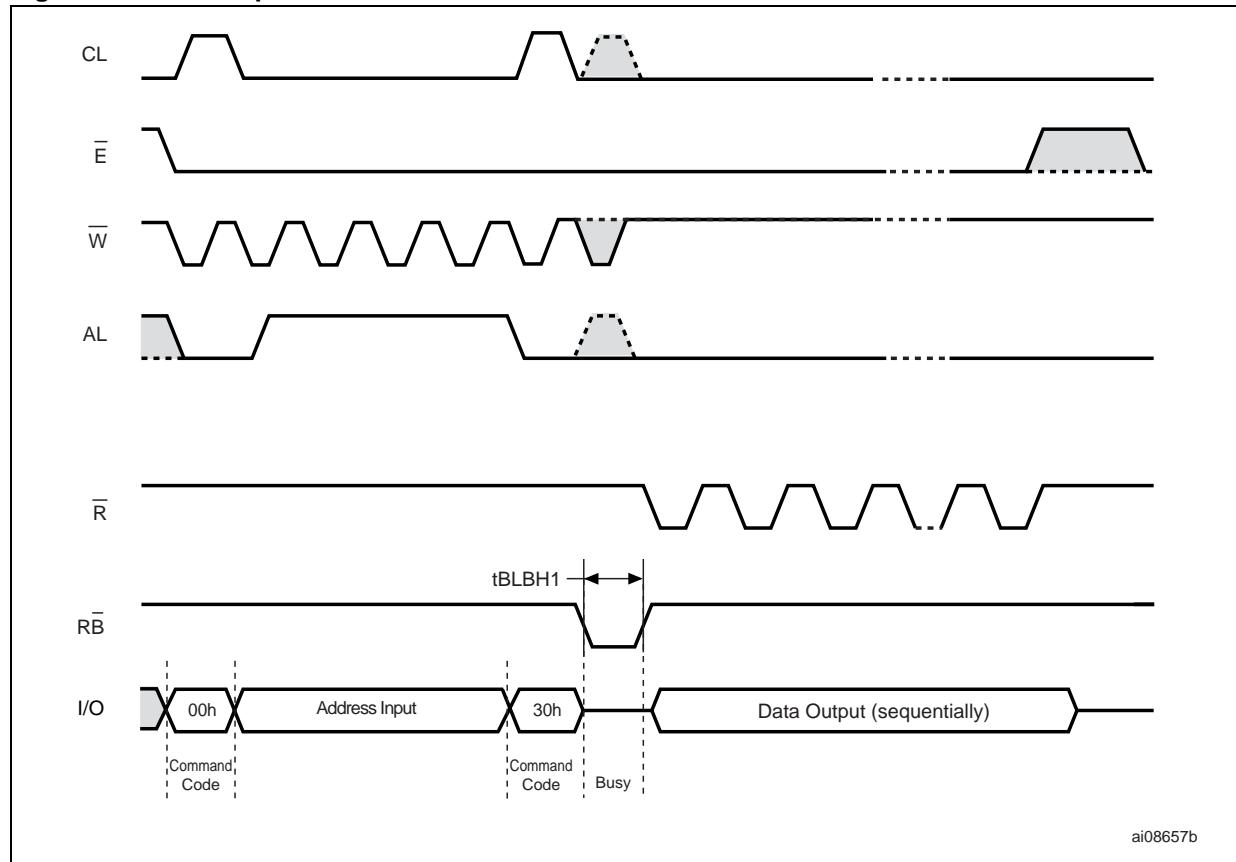 CL
E̅
W̅
AL
R̅
tBLBH1
RB̅
I/O
00h
Address Input
30h
Data Output (sequentially)
Command
Code
Command
Code
Busy
ai08657b